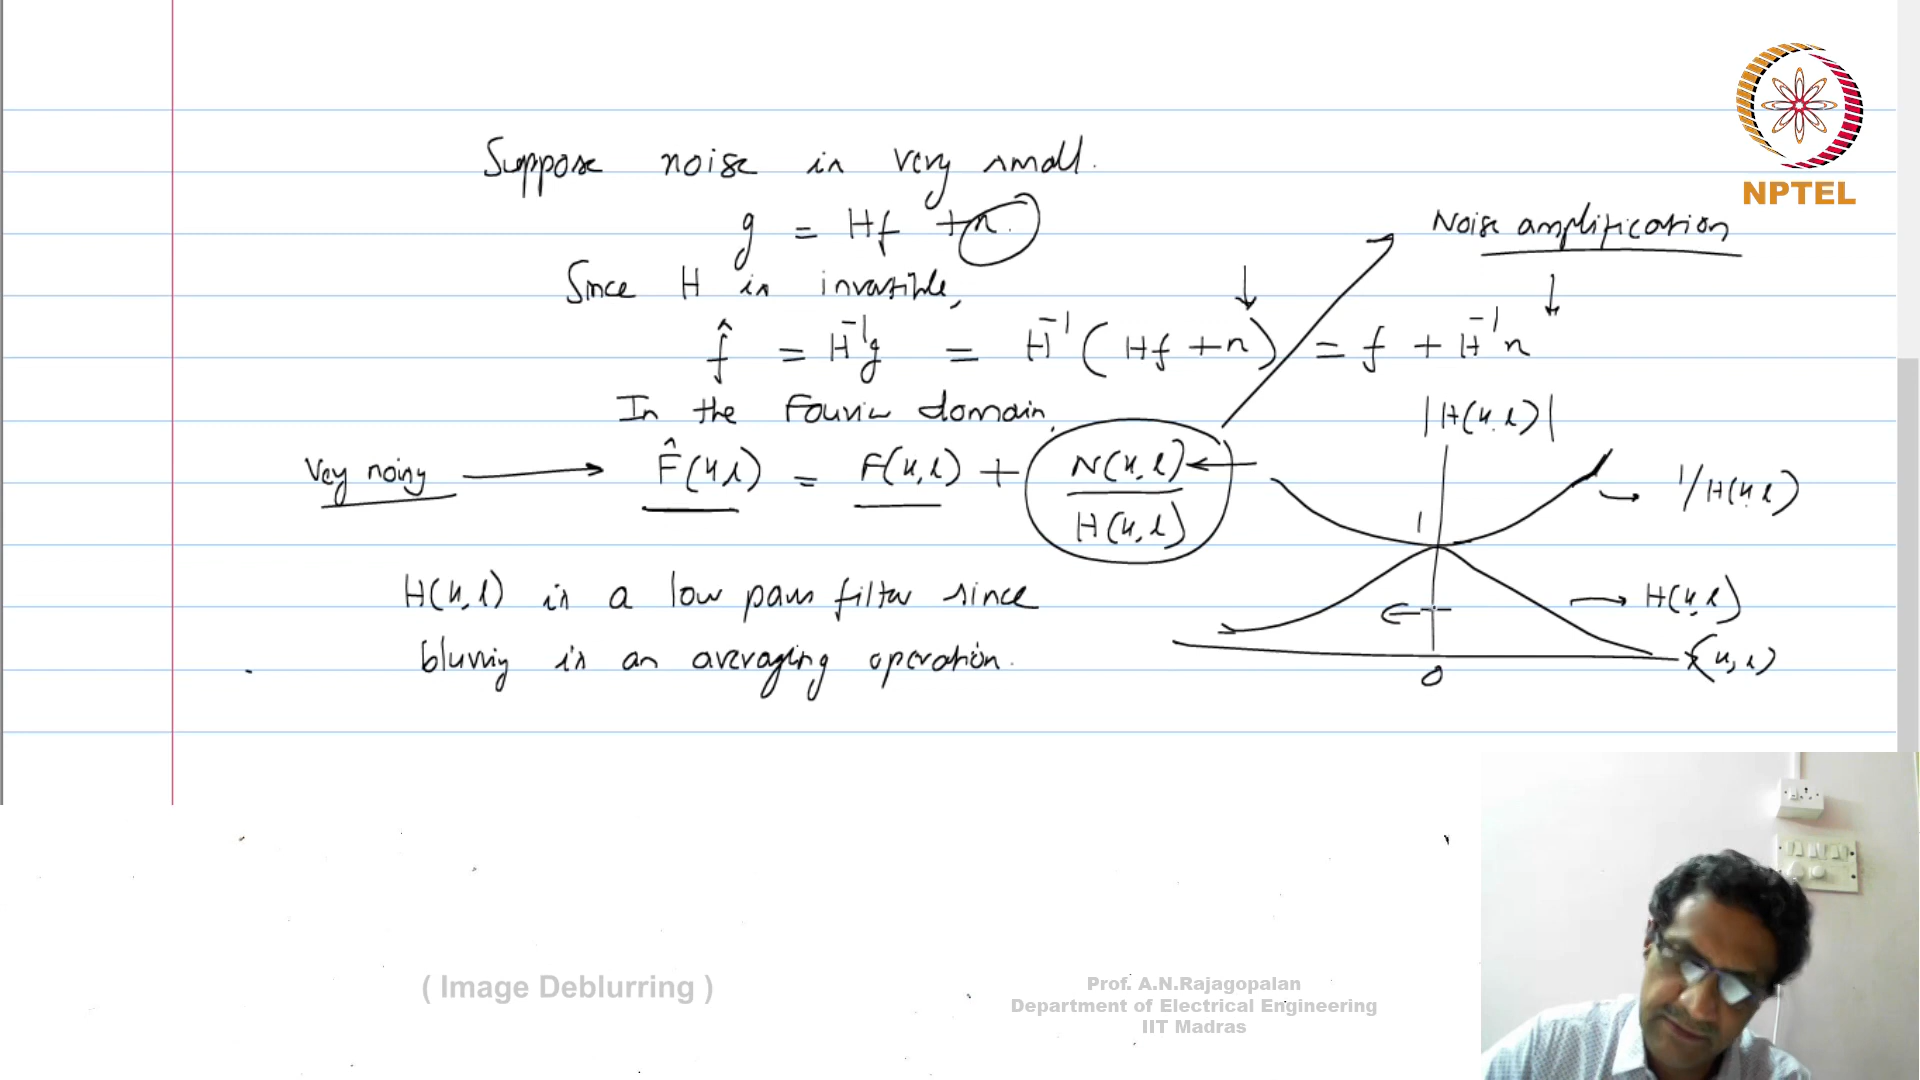 NPTEL
Suppose noise is very small.
g = Hf + n.
Noise amplification
Since H is invertible,
f̂ = H⁻¹g = H⁻¹(Hf + n) = f + H⁻¹n
In the Fourier domain,
|H(k,l)|
Very noisy → F̂(k,l) = F(k,l) + N(k,l)/H(k,l)
1/H(k,l)
1
H(k,l) is a low pass filter since
H(k,l)
blurring is an averaging operation.
(k,l)
0
( Image Deblurring )
Prof. A.N.Rajagopalan
Department of Electrical Engineering
IIT Madras